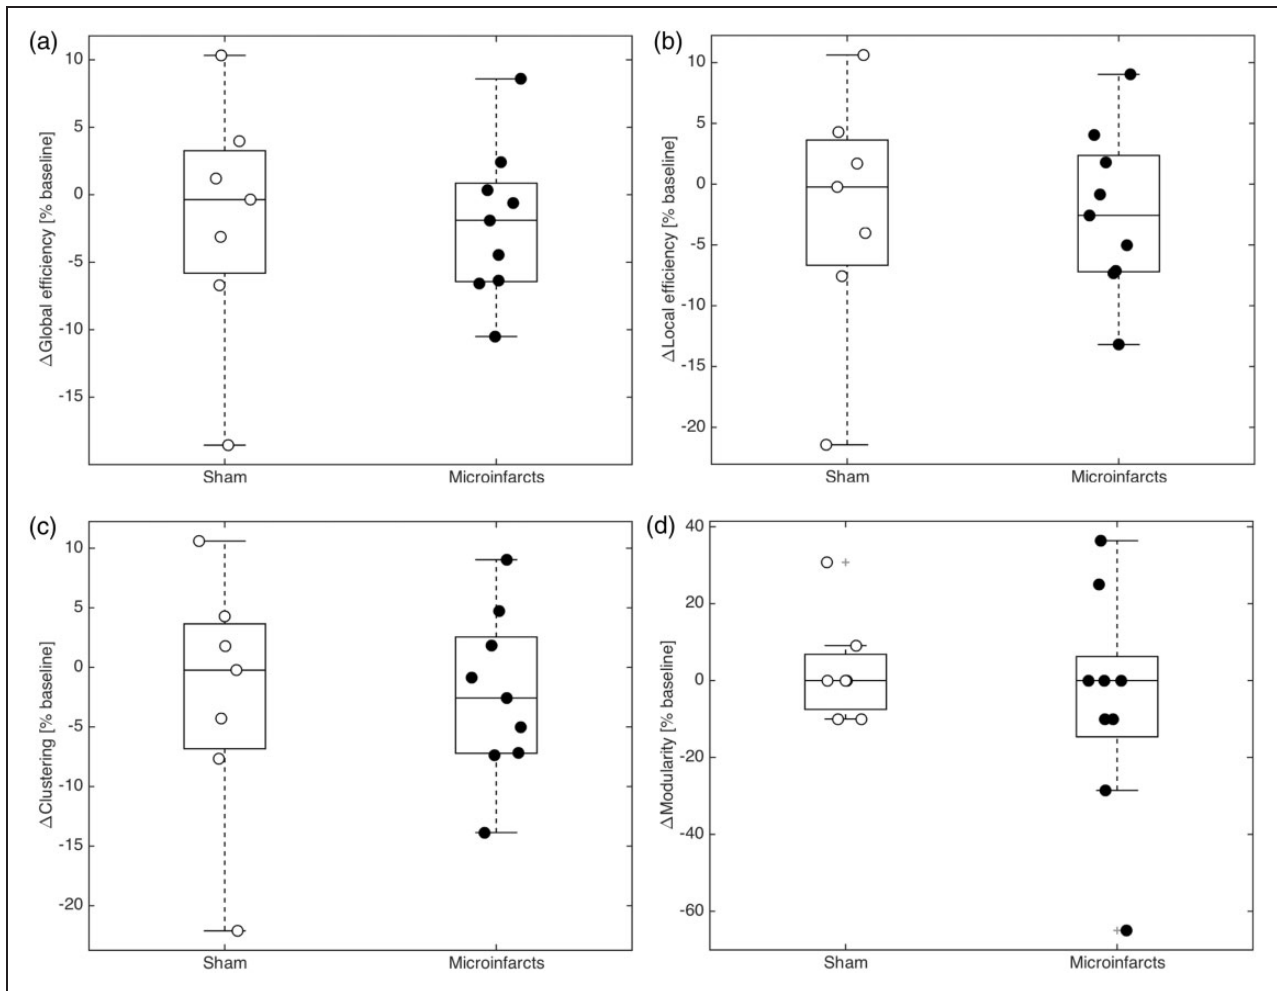 (a)
ΔGlobal efficiency [% baseline]
10
5
0
-5
-10
-15
Sham Microinfarcts
(b)
ΔLocal efficiency [% baseline]
10
5
0
-5
-10
-15
-20
Sham Microinfarcts
(c)
ΔClustering [% baseline]
10
5
0
-5
-10
-15
-20
Sham Microinfarcts
(d)
ΔModularity [% baseline]
40
20
0
-20
-40
-60
Sham Microinfarcts